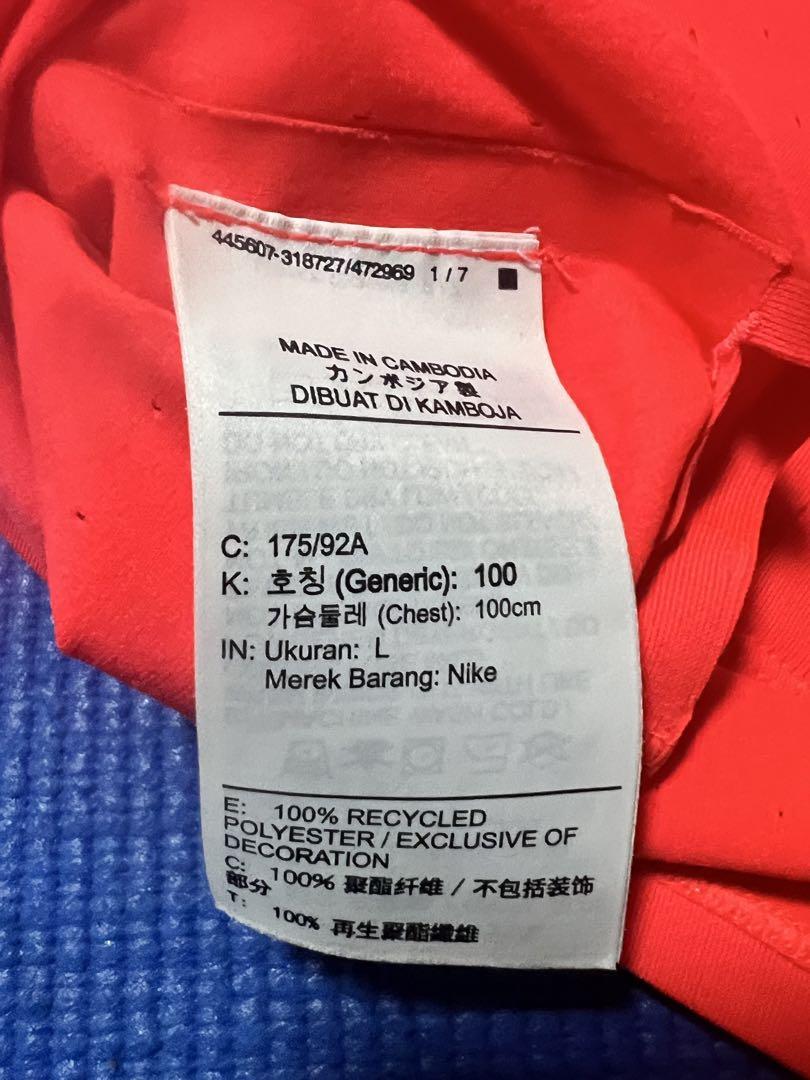 445607-318727/472969 1 / 7
MADE IN CAMBODIA
カンボジア製
DIBUAT DI KAMBOJA
C: 175/92A
K: 호칭 (Generic): 100
가슴둘레 (Chest): 100cm
IN: Ukuran: L
Merek Barang: Nike
E: 100% RECYCLED
POLYESTER / EXCLUSIVE OF
DECORATION
C: 100% 聚酯纤维 / 不包括装饰
部分
T: 100% 再生聚酯纖維